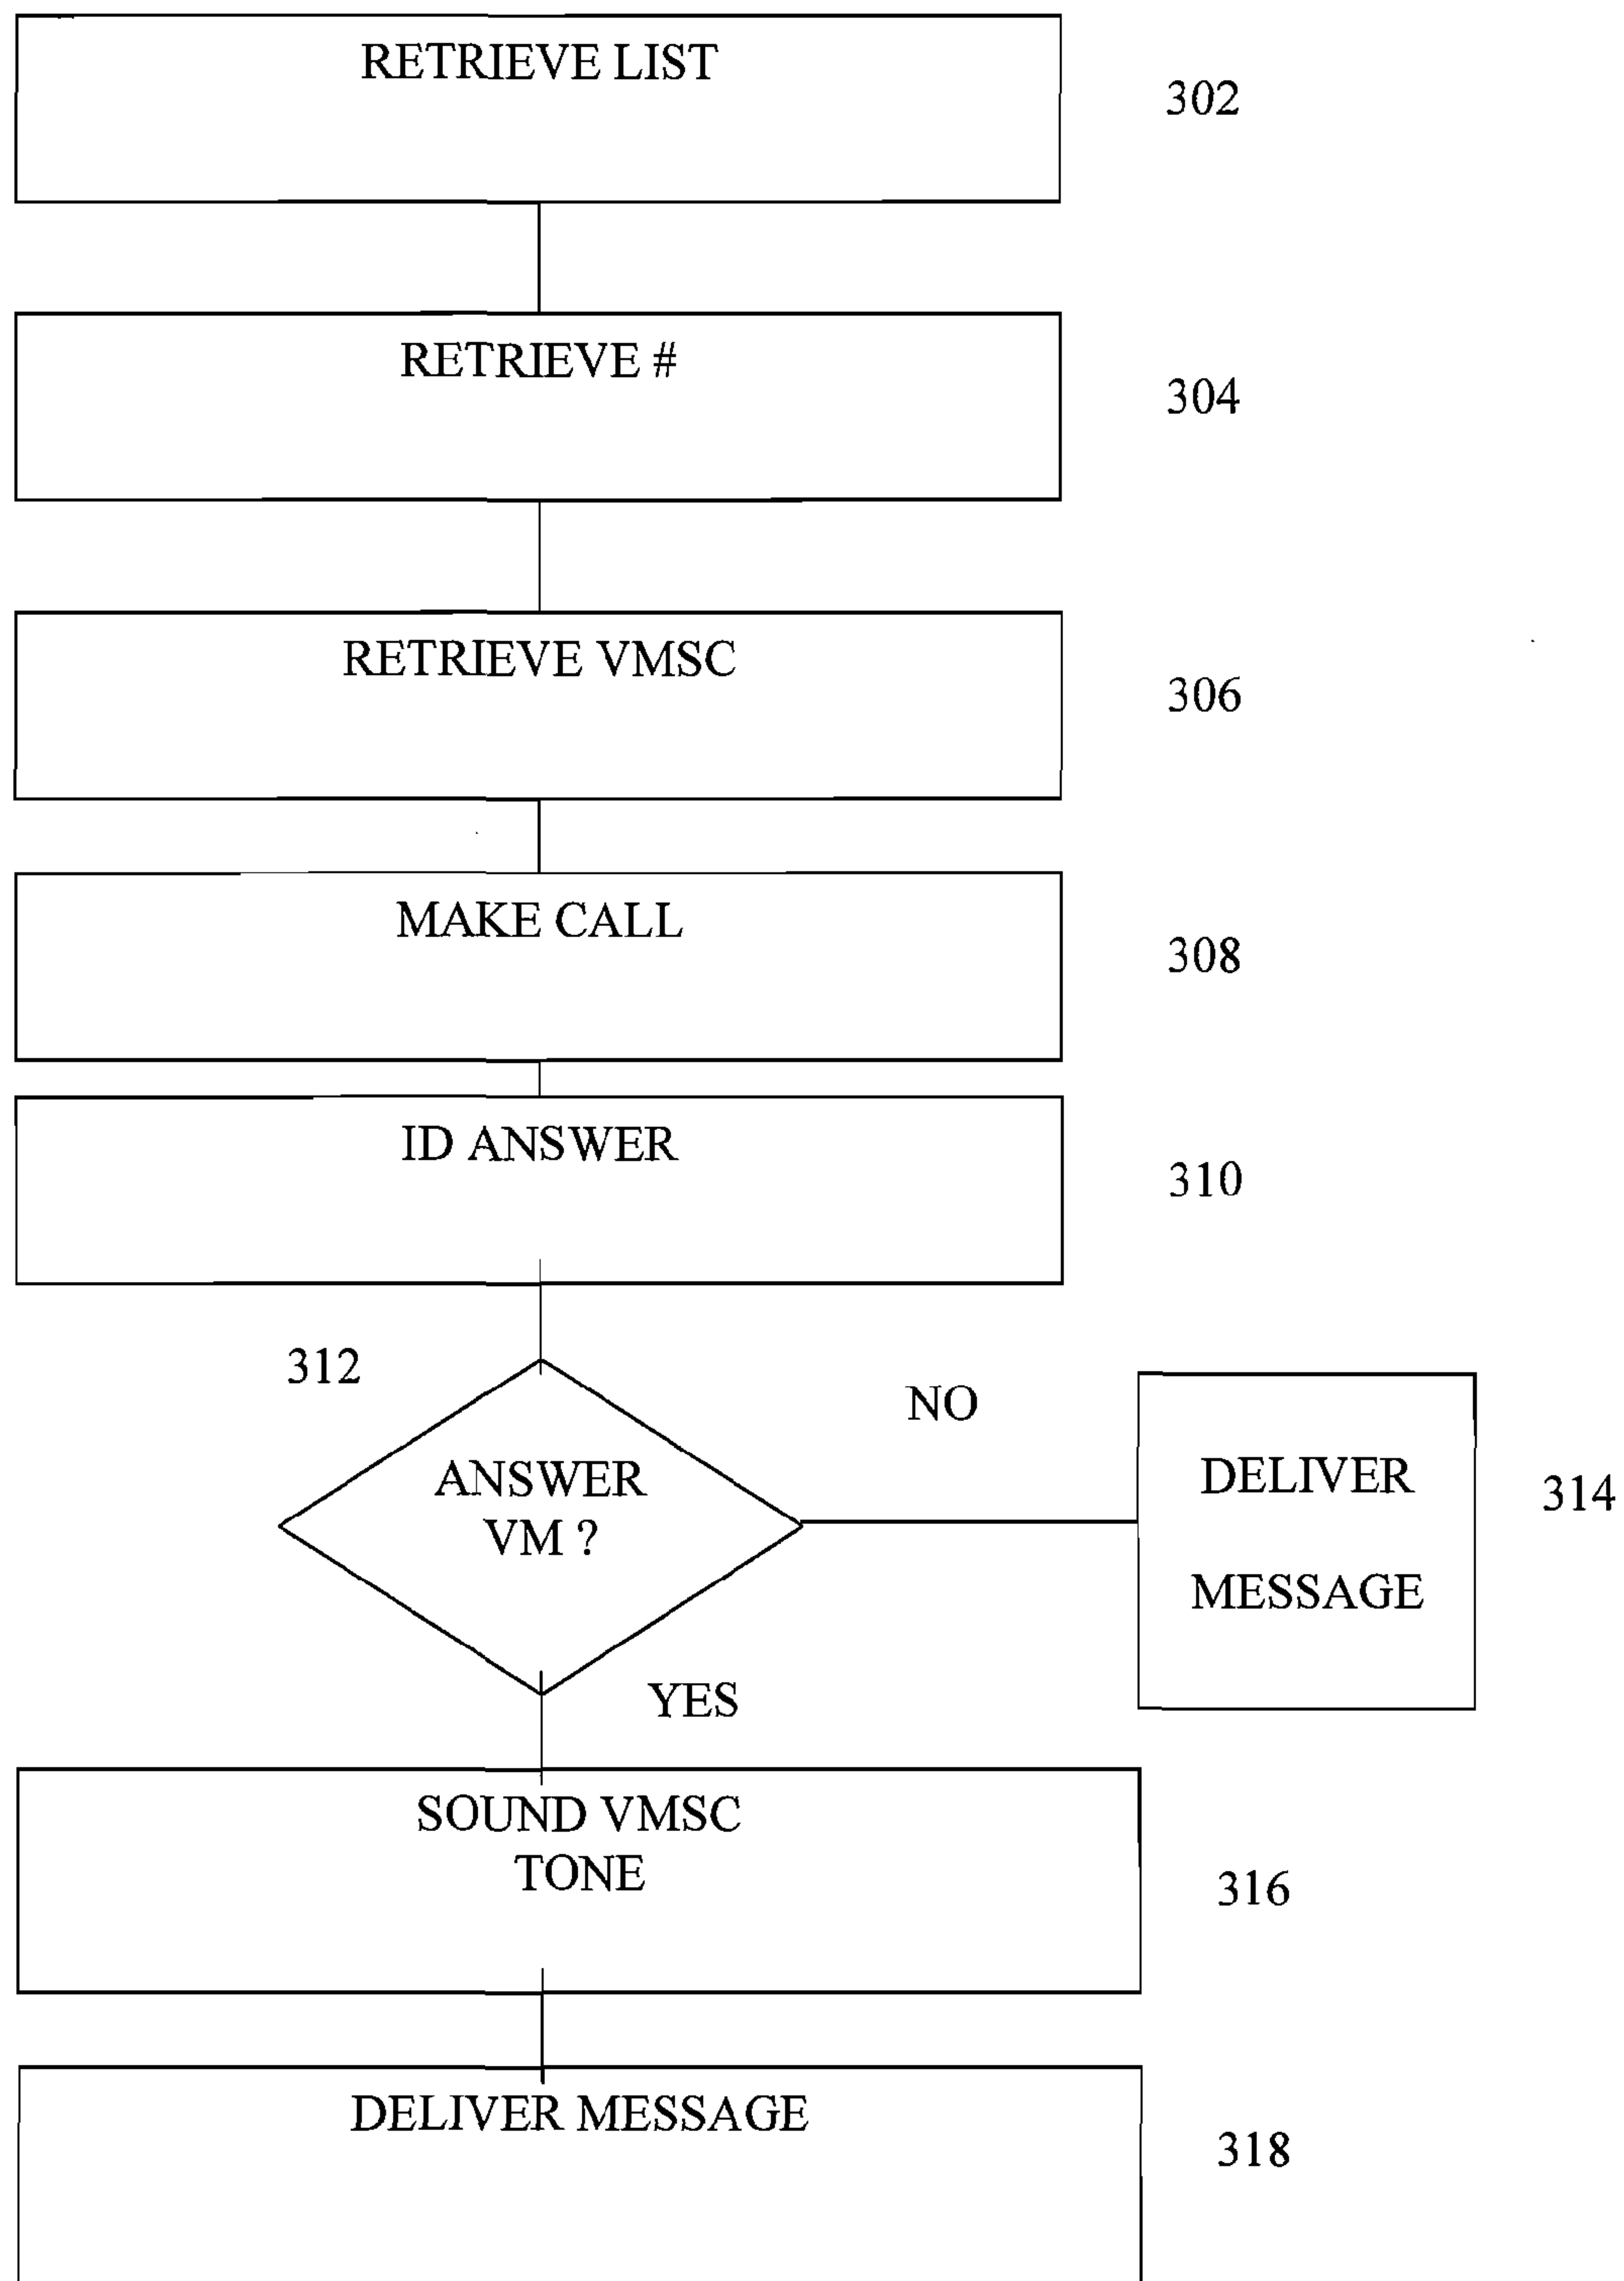 RETRIEVE LIST
302
RETRIEVE #
304
RETRIEVE VMSC
306
MAKE CALL
308
ID ANSWER
310
312
NO
ANSWER
VM ?
DELIVER
MESSAGE
314
YES
SOUND VMSC
TONE
316
DELIVER MESSAGE
318